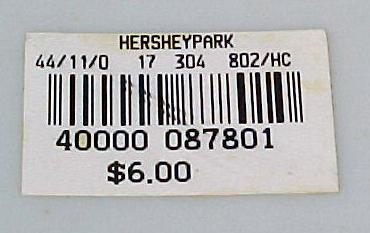 HERSHEYPARK
44/11/0 17 304 802/HC
40000 087801
$6.00